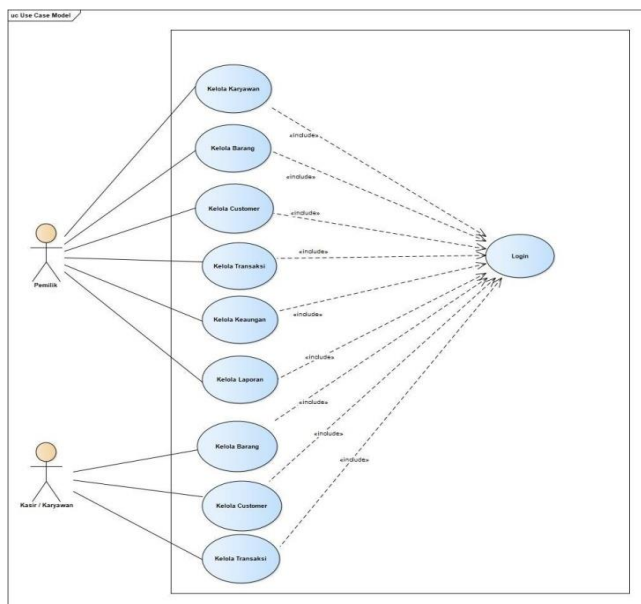 uc Use Case Model
Kelola Karyawan
«include»
Kelola Barang
«include»
Kelola Customer
«include»
Pemilik
Kelola Transaksi
«include»
Login
Kelola Keaungan
«include»
Kelola Laporan
«include»
«include»
Kelola Barang
«include»
Kasir / Karyawan
Kelola Customer
«include»
Kelola Transaksi